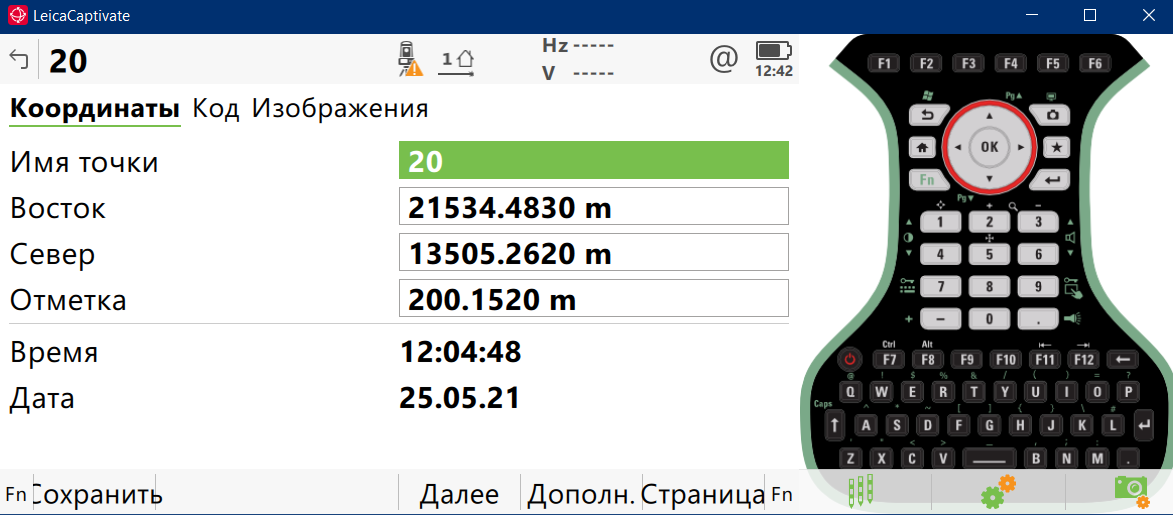 LeicaCaptivate
20
1
Hz -----
V -----
@
12:42
Координаты Код Изображения
Имя точки 20
Восток 21534.4830 m
Север 13505.2620 m
Отметка 200.1520 m
Время 12:04:48
Дата 25.05.21
Fn Сохранить Далее Дополн. Страница Fn
F1 F2 F3 F4 F5 F6
Pg
OK
Fn
Pg
+ -
1 2 3
4 5 6
7 8 9
+ - 0 .
Ctrl Alt
F7 F8 F9 F10 F11 F12
@ ! $ % & / ( ) = ?
Q W E R T Y U I O P
Caps
^ * ~ [ ] { } \ #
A S D F G H J K L
' " < > _ , ; :
Z X C V B N M .